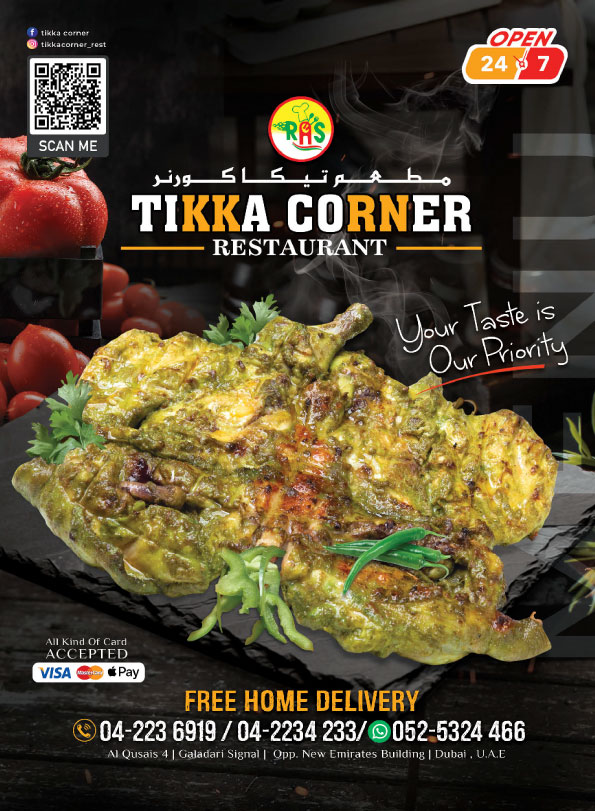 tikka corner
tikkacorner_rest
SCAN ME
OPEN
24 7
RAS
مطعم تيكا كورنر
TIKKA CORNER
RESTAURANT
Your Taste is
Our Priority
All Kind Of Card
ACCEPTED
VISA MasterCard Pay
FREE HOME DELIVERY
04-223 6919 / 04-2234 233/ 052-5324 466
Al Qusais 4 | Galadari Signal | Opp. New Emirates Building | Dubai , U.A.E